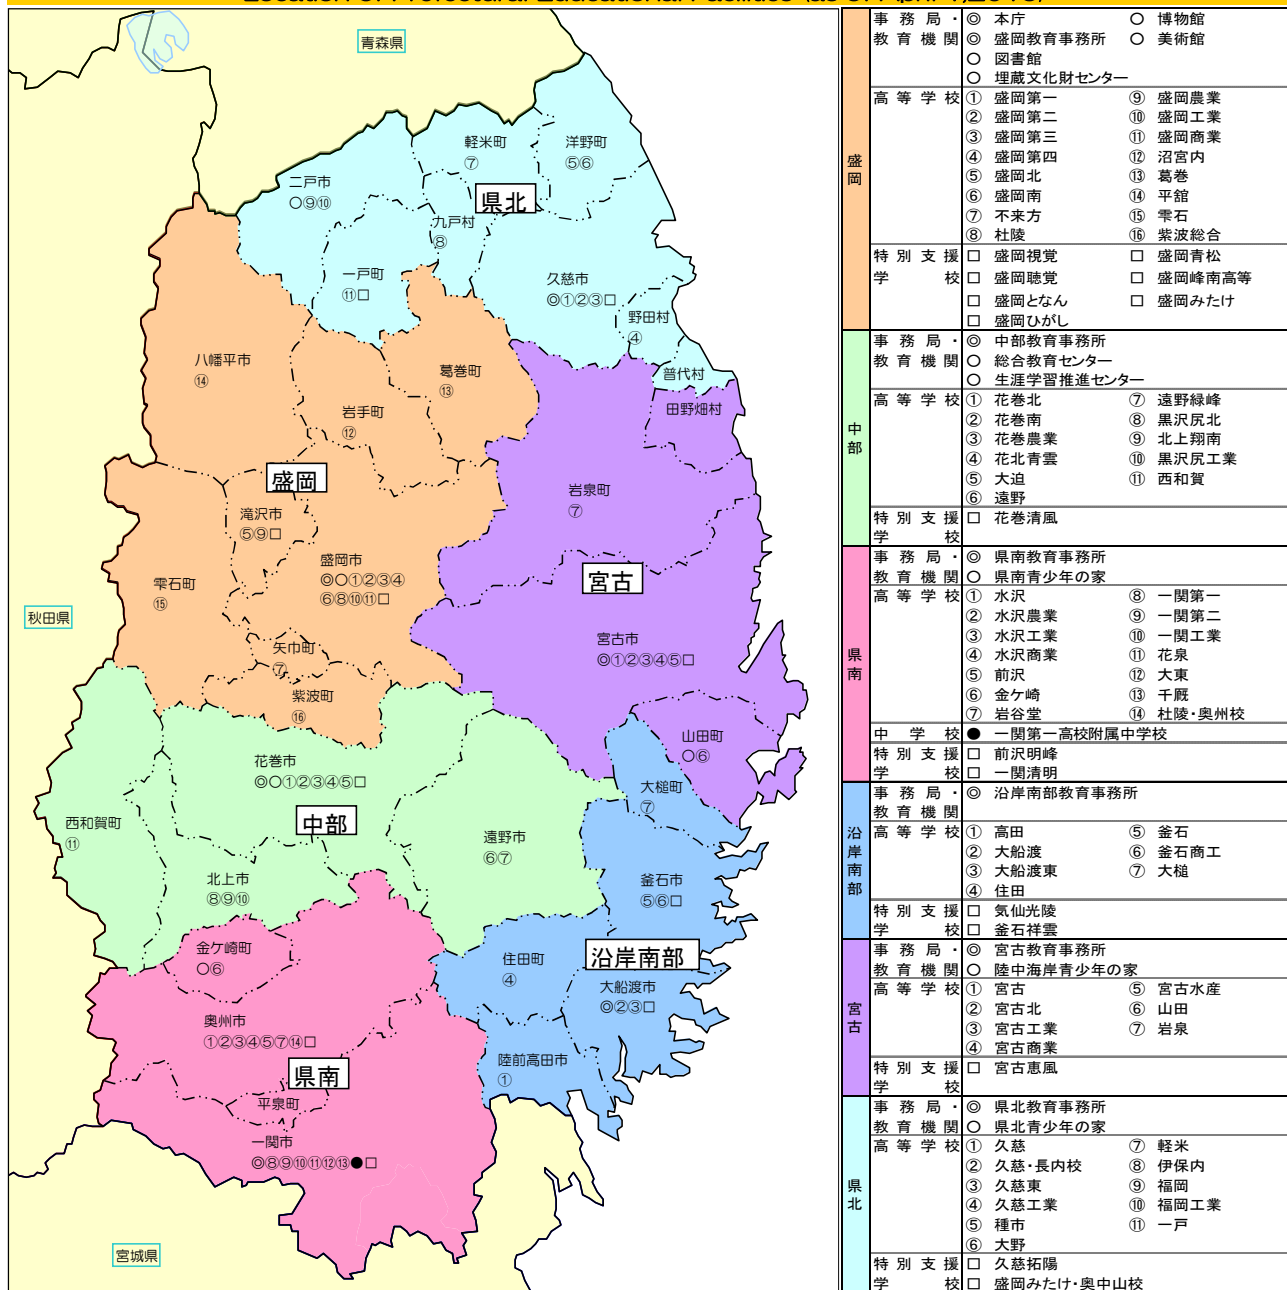 青森県
軽米町
⑦
洋野町
⑤⑥
二戸市
○⑨⑩
県北
九戸村
⑧
一戸町
⑪□
久慈市
◎①②③□
野田村
④
普代村
八幡平市
⑭
葛巻町
⑬
岩手町
⑫
田野畑村
盛岡
滝沢市
⑤⑨□
岩泉町
⑦
盛岡市
◎○①②③④
⑥⑧⑩⑪□
雫石町
⑮
宮古
秋田県
矢巾町
⑦
宮古市
◎①②③④⑤□
紫波町
⑯
山田町
○⑥
花巻市
◎○①②③④⑤□
大槌町
⑦
西和賀町
⑪
中部
遠野市
⑥⑦
北上市
⑧⑨⑩
釜石市
⑤⑥□
金ケ崎町
○⑥
住田町
④
沿岸南部
大船渡市
◎②③□
奥州市
①②③④⑤⑦⑭□
県南
陸前高田市
①
平泉町
一関市
◎⑧⑨⑩⑪⑫⑬●□
宮城県
盛岡
事務局・ ◎ 本庁 ○ 博物館
教育機関 ◎ 盛岡教育事務所 ○ 美術館
○ 図書館
○ 埋蔵文化財センター
高等学校 ① 盛岡第一 ⑨ 盛岡農業
② 盛岡第二 ⑩ 盛岡工業
③ 盛岡第三 ⑪ 盛岡商業
④ 盛岡第四 ⑫ 沼宮内
⑤ 盛岡北 ⑬ 葛巻
⑥ 盛岡南 ⑭ 平舘
⑦ 不来方 ⑮ 雫石
⑧ 杜陵 ⑯ 紫波総合
特別支援 □ 盛岡視覚 □ 盛岡青松
学校 □ 盛岡聴覚 □ 盛岡峰南高等
□ 盛岡となん □ 盛岡みたけ
□ 盛岡ひがし
中部
事務局・ ◎ 中部教育事務所
教育機関 ○ 総合教育センター
○ 生涯学習推進センター
高等学校 ① 花巻北 ⑦ 遠野緑峰
② 花巻南 ⑧ 黒沢尻北
③ 花巻農業 ⑨ 北上翔南
④ 花北青雲 ⑩ 黒沢尻工業
⑤ 大迫 ⑪ 西和賀
⑥ 遠野
特別支援 □ 花巻清風
学校
県南
事務局・ ◎ 県南教育事務所
教育機関 ○ 県南青少年の家
高等学校 ① 水沢 ⑧ 一関第一
② 水沢農業 ⑨ 一関第二
③ 水沢工業 ⑩ 一関工業
④ 水沢商業 ⑪ 花泉
⑤ 前沢 ⑫ 大東
⑥ 金ケ崎 ⑬ 千厩
⑦ 岩谷堂 ⑭ 杜陵・奥州校
中学校 ● 一関第一高校附属中学校
特別支援 □ 前沢明峰
学校 □ 一関清明
沿岸南部
事務局・ ◎ 沿岸南部教育事務所
教育機関
高等学校 ① 高田 ⑤ 釜石
② 大船渡 ⑥ 釜石商工
③ 大船渡東 ⑦ 大槌
④ 住田
特別支援 □ 気仙光陵
学校 □ 釜石祥雲
宮古
事務局・ ◎ 宮古教育事務所
教育機関 ○ 陸中海岸青少年の家
高等学校 ① 宮古 ⑤ 宮古水産
② 宮古北 ⑥ 山田
③ 宮古工業 ⑦ 岩泉
④ 宮古商業
特別支援 □ 宮古恵風
学校
県北
事務局・ ◎ 県北教育事務所
教育機関 ○ 県北青少年の家
高等学校 ① 久慈 ⑦ 軽米
② 久慈・長内校 ⑧ 伊保内
③ 久慈東 ⑨ 福岡
④ 久慈工業 ⑩ 福岡工業
⑤ 種市 ⑪ 一戸
⑥ 大野
特別支援 □ 久慈拓陽
学校 □ 盛岡みたけ・奥中山校